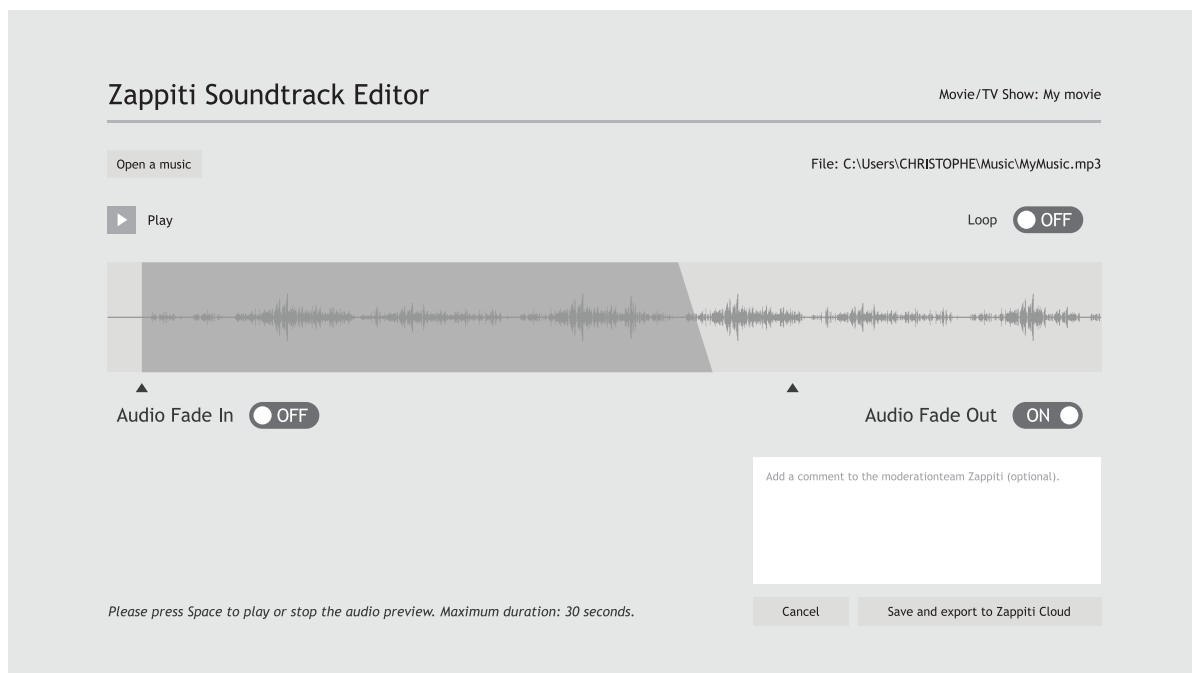 Zappiti Soundtrack Editor
Movie/TV Show: My movie
Open a music
File: C:\Users\CHRISTOPHE\Music\MyMusic.mp3
Play
Loop
OFF
Audio Fade In
OFF
Audio Fade Out
ON
Add a comment to the moderationteam Zappiti (optional).
Please press Space to play or stop the audio preview. Maximum duration: 30 seconds.
Cancel
Save and export to Zappiti Cloud